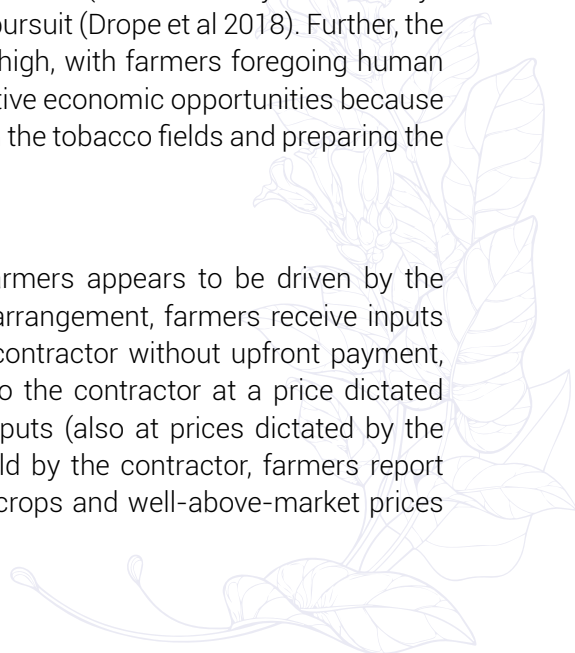 ursuit (Drope et al 2018). Further, the
high, with farmers foregoing human
tive economic opportunities because
the tobacco fields and preparing the
rmers appears to be driven by the
arrangement, farmers receive inputs
contractor without upfront payment,
o the contractor at a price dictated
puts (also at prices dictated by the
ld by the contractor, farmers report
crops and well-above-market prices